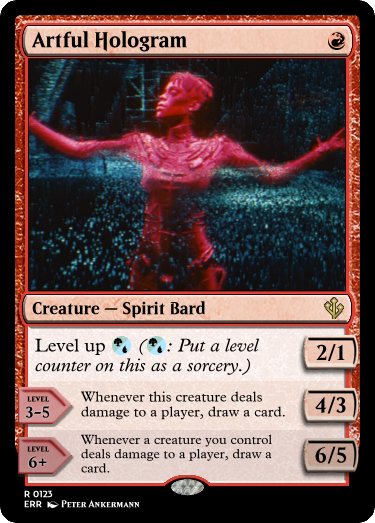 Artful Hologram
Creature — Spirit Bard
Level up (: Put a level
counter on this as a sorcery.)
2/1
LEVEL
3-5
Whenever this creature deals
damage to a player, draw a card.
4/3
LEVEL
6+
Whenever a creature you control
deals damage to a player, draw a
card.
6/5
R 0123
ERR Peter Ankermann